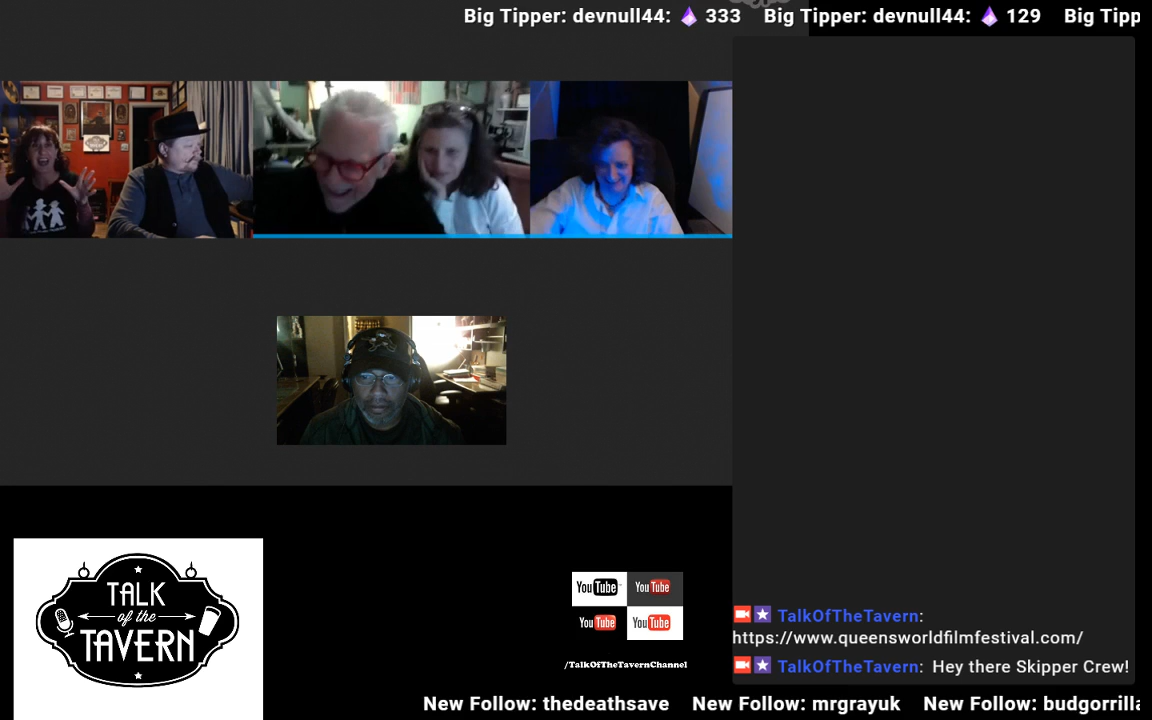 Big Tipper: devnull44: 333 Big Tipper: devnull44: 129 Big Tipp
TALK
of the
TAVERN
YouTube YouTube
YouTube YouTube
/TalkOfTheTavernChannel
TalkOfTheTavern:
https://www.queensworldfilmfestival.com/
TalkOfTheTavern: Hey there Skipper Crew!
New Follow: thedeathsave New Follow: mrgrayuk New Follow: budgorrilla